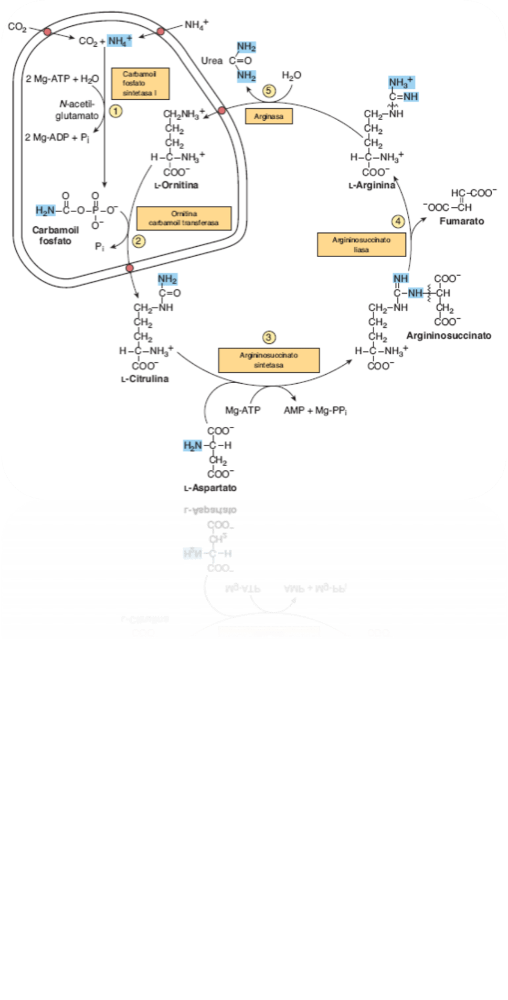 CO₂
NH₄⁺
CO₂ + NH₄⁺
2 Mg-ATP + H₂O
Carbamoil
fosfato
sintetasa I
N-acetil-
glutamato
1
2 Mg-ADP + Pᵢ
NH₂
Urea C=O
NH₂
H₂O
5
Arginasa
NH₃⁺
C=NH
CH₂–NH
CH₂
CH₂
H–C–NH₃⁺
COO⁻
L-Arginina
CH₂NH₃⁺
CH₂
CH₂
H–C–NH₃⁺
COO⁻
L-Ornitina
O O
H₂N–C–O–P–O⁻
O⁻
Carbamoil
fosfato
Ornitina
carbamoil transferasa
2
Pᵢ
HC–COO⁻
⁻OOC–CH
Fumarato
4
Argininosuccinato
liasa
NH₂
C=O
CH₂–NH
CH₂
CH₂
H–C–NH₃⁺
COO⁻
L-Citrulina
3
Argininosuccinato
sintetasa
NH COO⁻
C–NH–CH
CH₂–NH CH₂
CH₂ COO⁻
CH₂
Argininosuccinato
H–C–NH₃⁺
COO⁻
Mg-ATP
AMP + Mg-PPᵢ
COO⁻
H₂N–C–H
CH₂
COO⁻
L-Aspartato